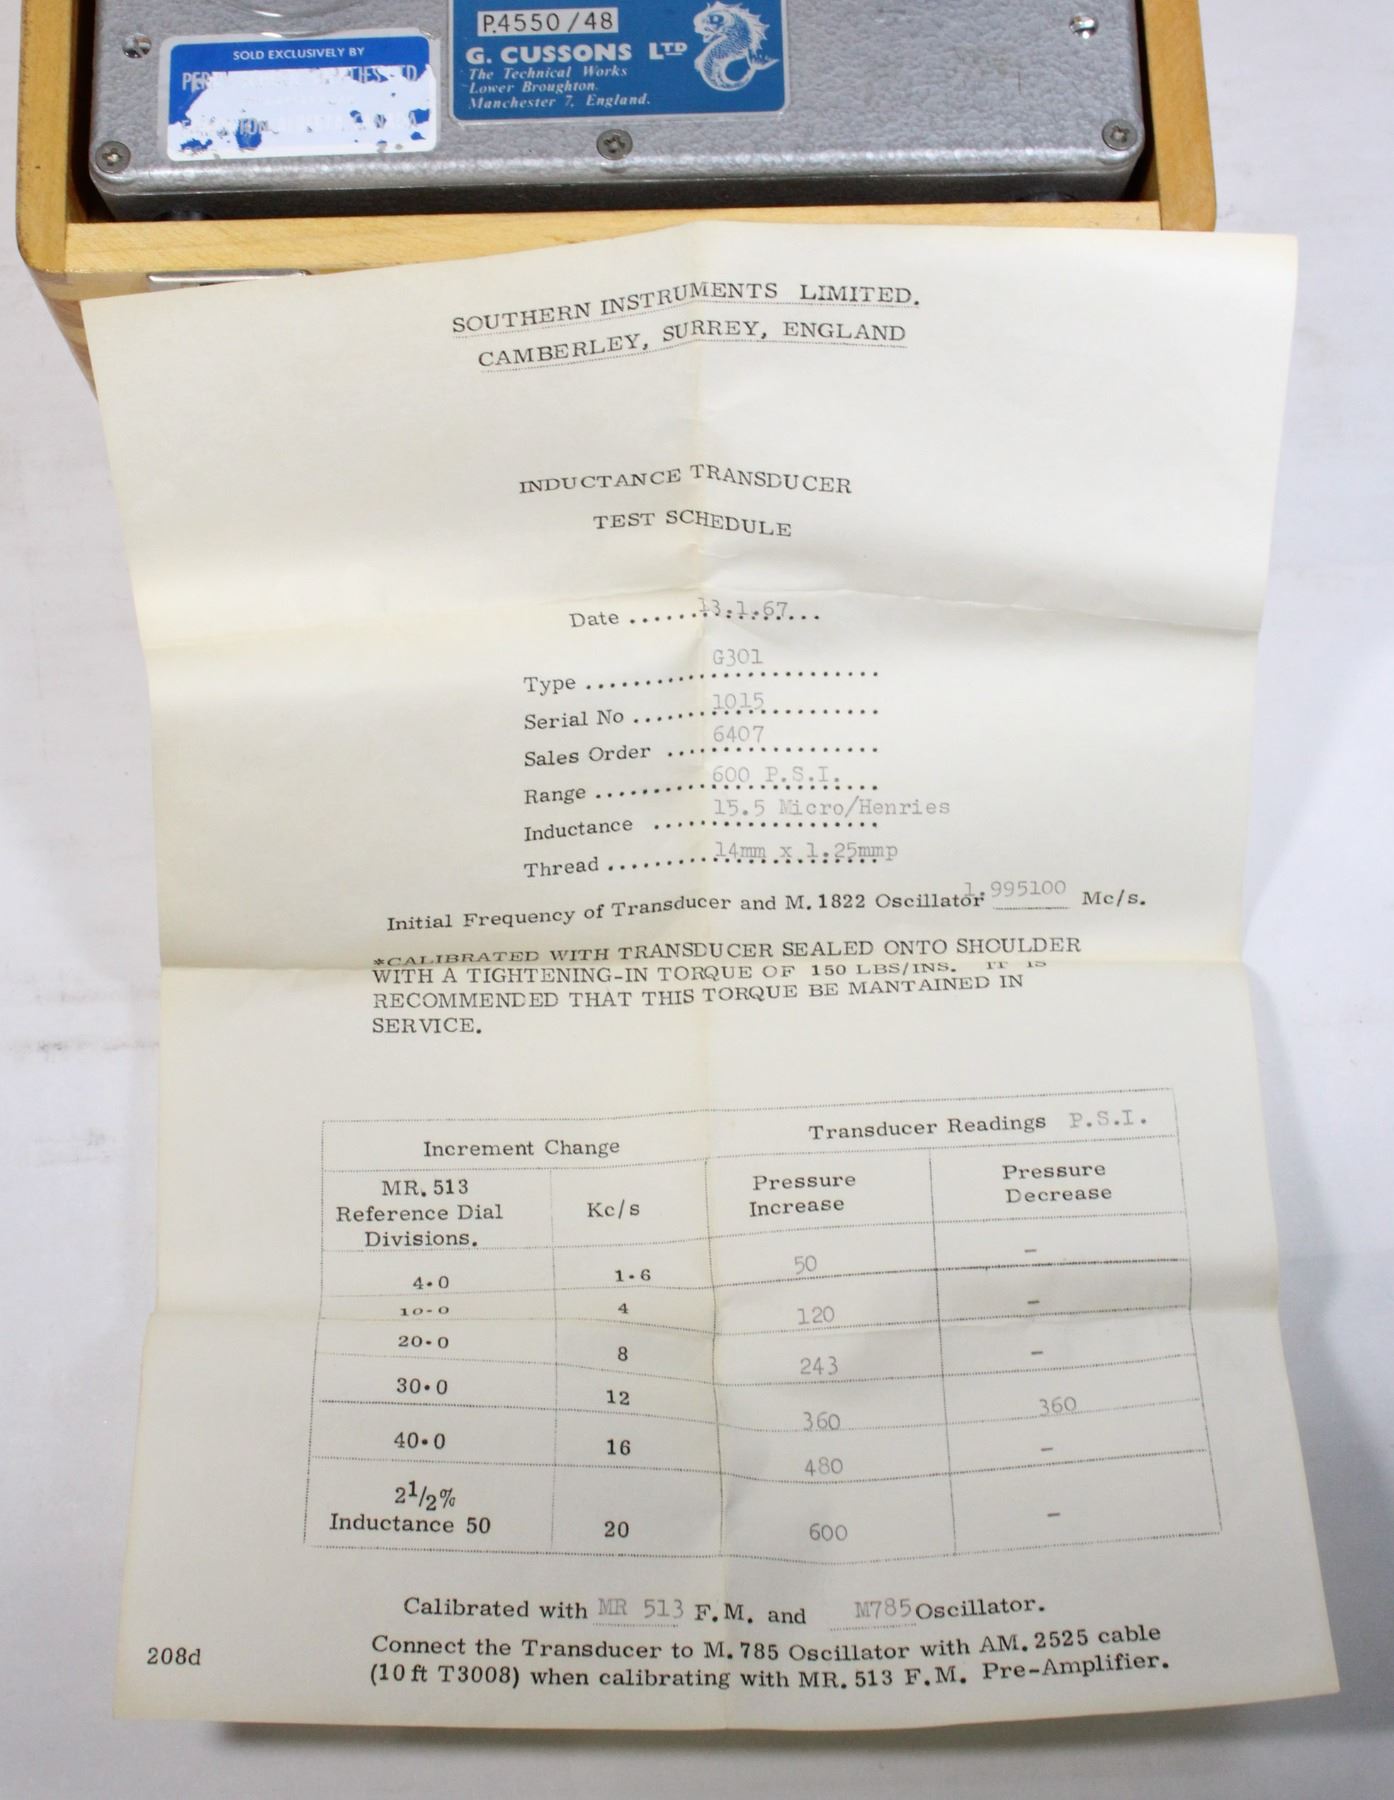 P.4550/48
G. CUSSONS LTD
The Technical Works
Lower Broughton.
Manchester 7, England.
SOLD EXCLUSIVELY BY
SOUTHERN INSTRUMENTS LIMITED.
CAMBERLEY, SURREY, ENGLAND
INDUCTANCE TRANSDUCER
TEST SCHEDULE
Date ......13.1.67...
Type ........ G301
Serial No ....... 1015
Sales Order .... 6407
Range ......... 600 P.S.I.
Inductance ..... 15.5 Micro/Henries
Thread ........ 14mm x 1.25mmp
Initial Frequency of Transducer and M.1822 Oscillator 1.995100 Mc/s.
*CALIBRATED WITH TRANSDUCER SEALED ONTO SHOULDER
WITH A TIGHTENING-IN TORQUE OF 150 LBS/INS. IT IS
RECOMMENDED THAT THIS TORQUE BE MANTAINED IN
SERVICE.
Increment Change Transducer Readings P.S.I.
MR.513 Reference Dial Divisions. Kc/s Pressure Increase Pressure Decrease
4.0 1.6 50 -
10-0 4 120 -
20-0 8 243 -
30.0 12 360 360
40.0 16 480 -
2 1/2%
Inductance 50 20 600 -
Calibrated with MR 513 F.M. and M785 Oscillator.
Connect the Transducer to M.785 Oscillator with AM.2525 cable
208d (10 ft T3008) when calibrating with MR.513 F.M. Pre-Amplifier.